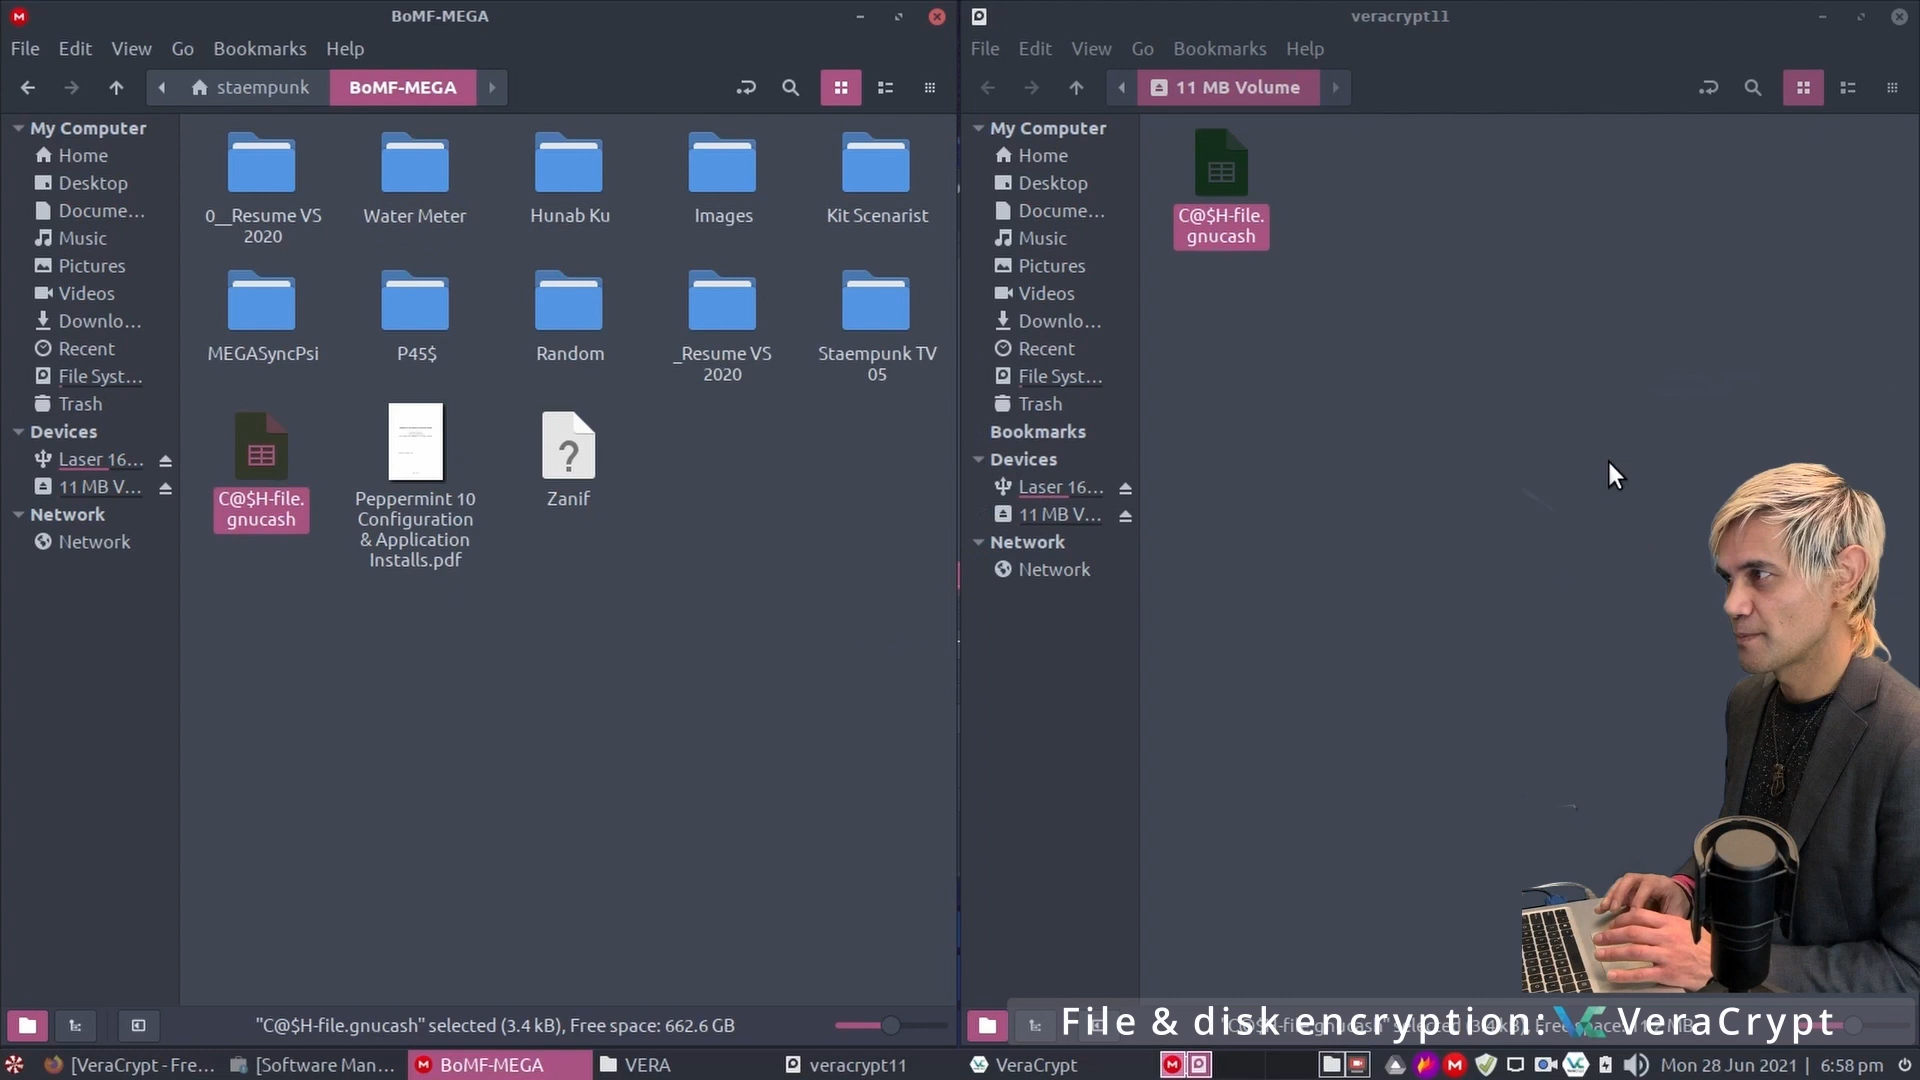 BoMF-MEGA
File Edit View Go Bookmarks Help
staempunk BoMF-MEGA
My Computer
Home
Desktop
Docume...
Music
Pictures
Videos
Downlo...
Recent
File Syst...
Trash
Devices
Laser 16...
11 MB V...
Network
Network
0__Resume VS
2020
Water Meter
Hunab Ku
Images
Kit Scenarist
MEGASyncPsi
P45$
Random
_Resume VS
2020
Staempunk TV
05
C@$H-file.
gnucash
Peppermint 10
Configuration
& Application
Installs.pdf
?
Zanif
"C@$H-file.gnucash" selected (3.4 kB), Free space: 662.6 GB
veracrypt11
File Edit View Go Bookmarks Help
11 MB Volume
My Computer
Home
Desktop
Docume...
Music
Pictures
Videos
Downlo...
Recent
File Syst...
Trash
Bookmarks
Devices
Laser 16...
11 MB V...
Network
Network
C@$H-file.
gnucash
File & disk encryption: VeraCrypt
[VeraCrypt - Fre... [Software Man... BoMF-MEGA VERA veracrypt11 VeraCrypt Mon 28 Jun 2021 6:58 pm